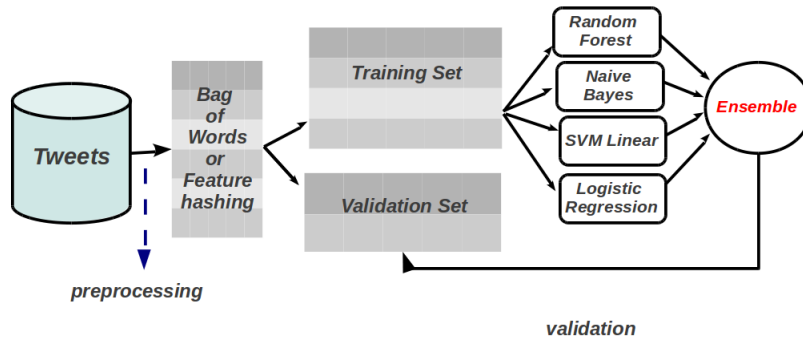 Tweets
preprocessing
Bag
of
Words
or
Feature
hashing
Training Set
Validation Set
Random
Forest
Naive
Bayes
SVM Linear
Logistic
Regression
Ensemble
validation